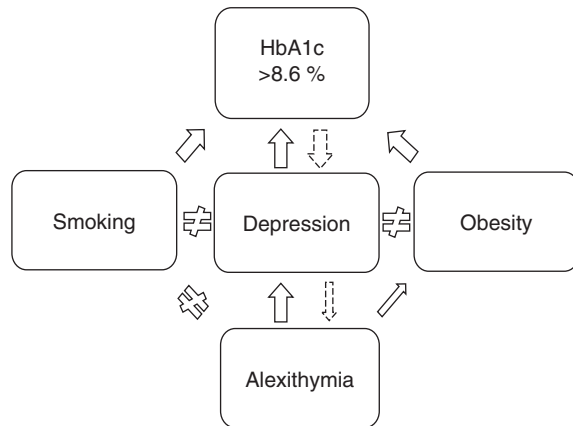 HbA1c
>8.6 %
Smoking
≠
Depression
≠
Obesity
≠
Alexithymia